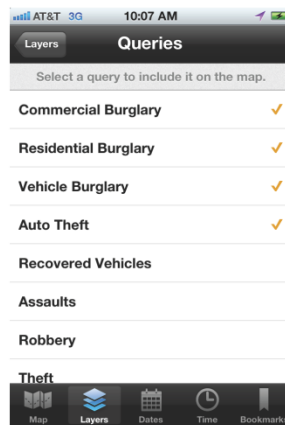 AT&T 3G 10:07 AM
Layers Queries
Select a query to include it on the map.
Commercial Burglary
Residential Burglary
Vehicle Burglary
Auto Theft
Recovered Vehicles
Assaults
Robbery
Theft
Map Layers Dates Time Bookmarks